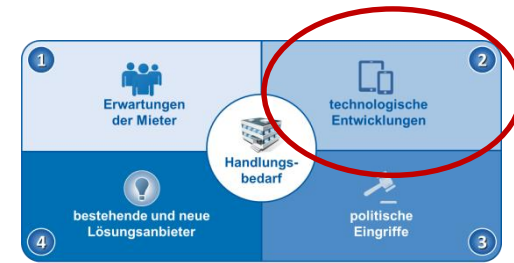 1
Erwartungen
der Mieter
2
technologische
Entwicklungen
Handlungs-
bedarf
bestehende und neue
Lösungsanbieter
4
politische
Eingriffe
3